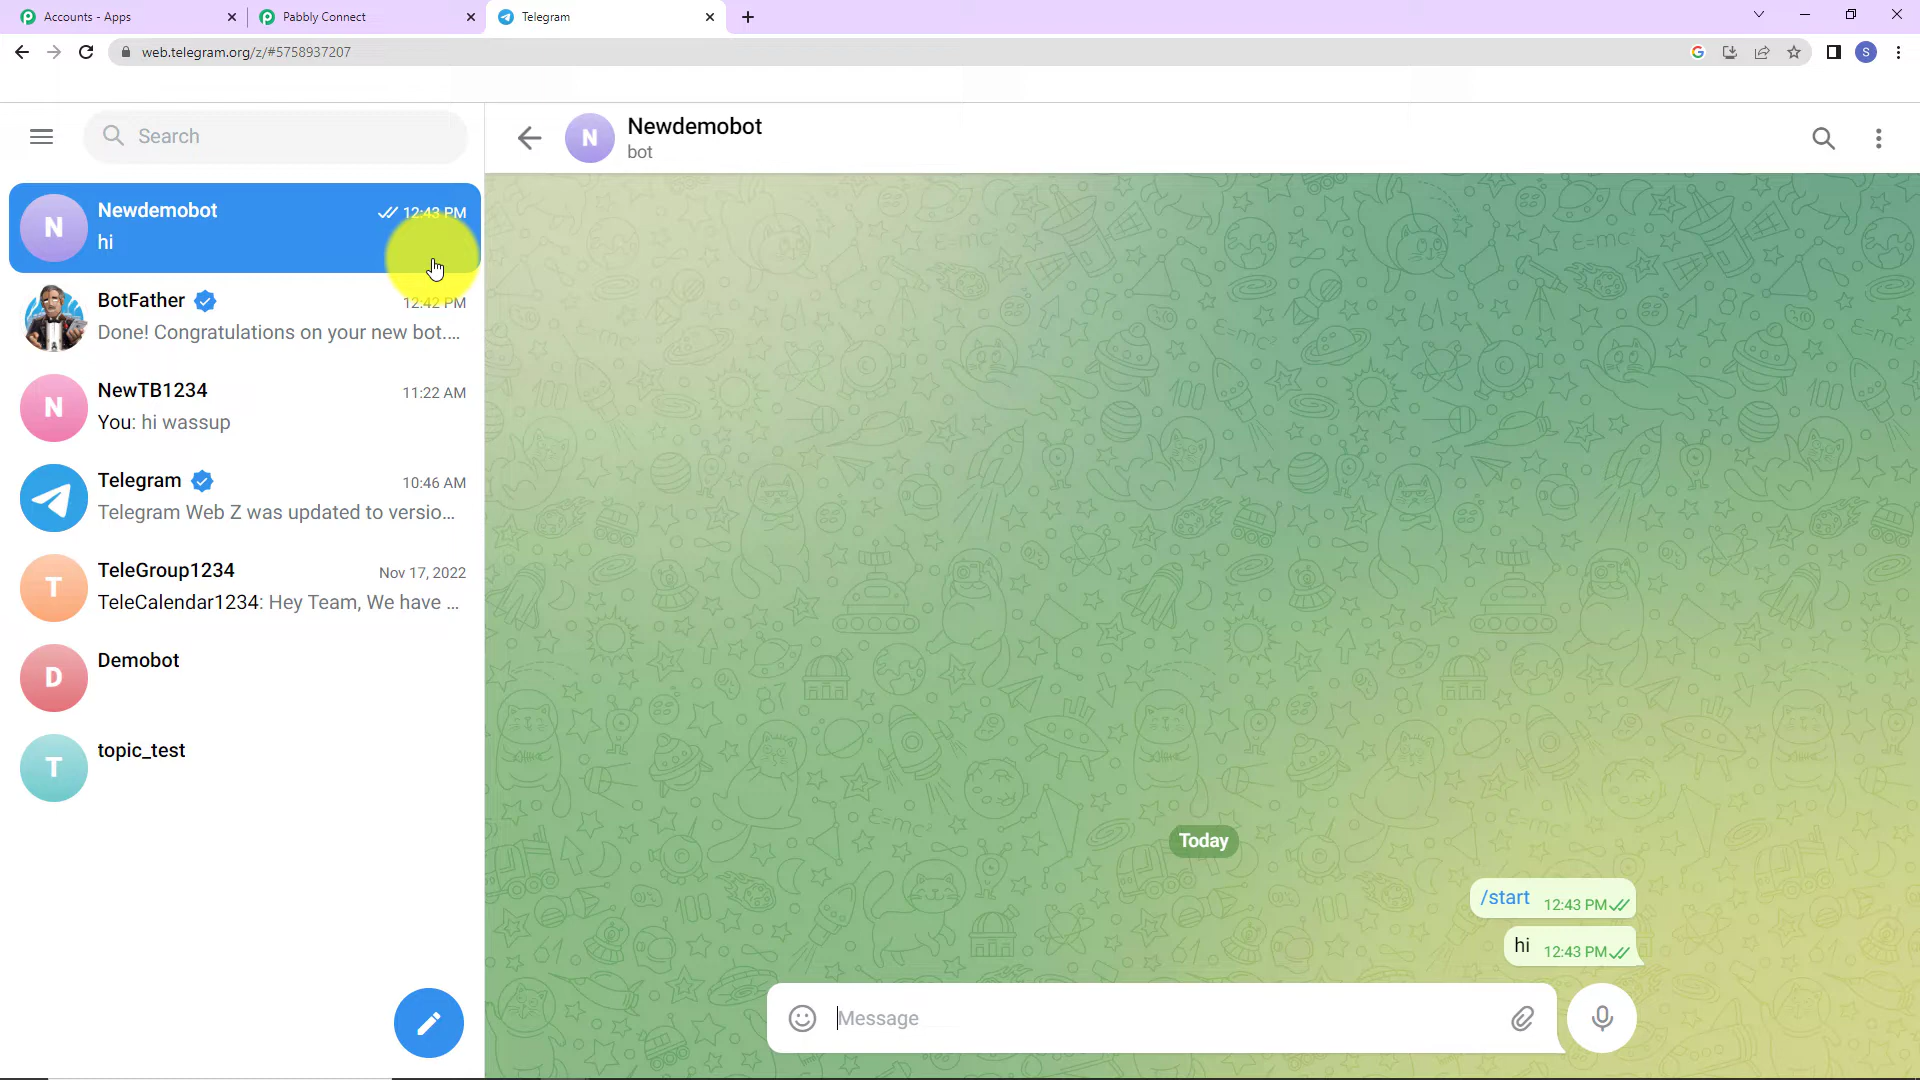 Accounts - Apps
Pabbly Connect
Telegram
web.telegram.org/z/#5758937207
S
Search
N
Newdemobot
12:43 PM
hi
BotFather
12:42 PM
Done! Congratulations on your new bot....
N
NewTB1234
11:22 AM
You: hi wassup
Telegram
10:46 AM
Telegram Web Z was updated to versio...
T
TeleGroup1234
Nov 17, 2022
TeleCalendar1234: Hey Team, We have ...
D
Demobot
T
topic_test
N
Newdemobot
bot
Today
/start 12:43 PM
hi 12:43 PM
Message